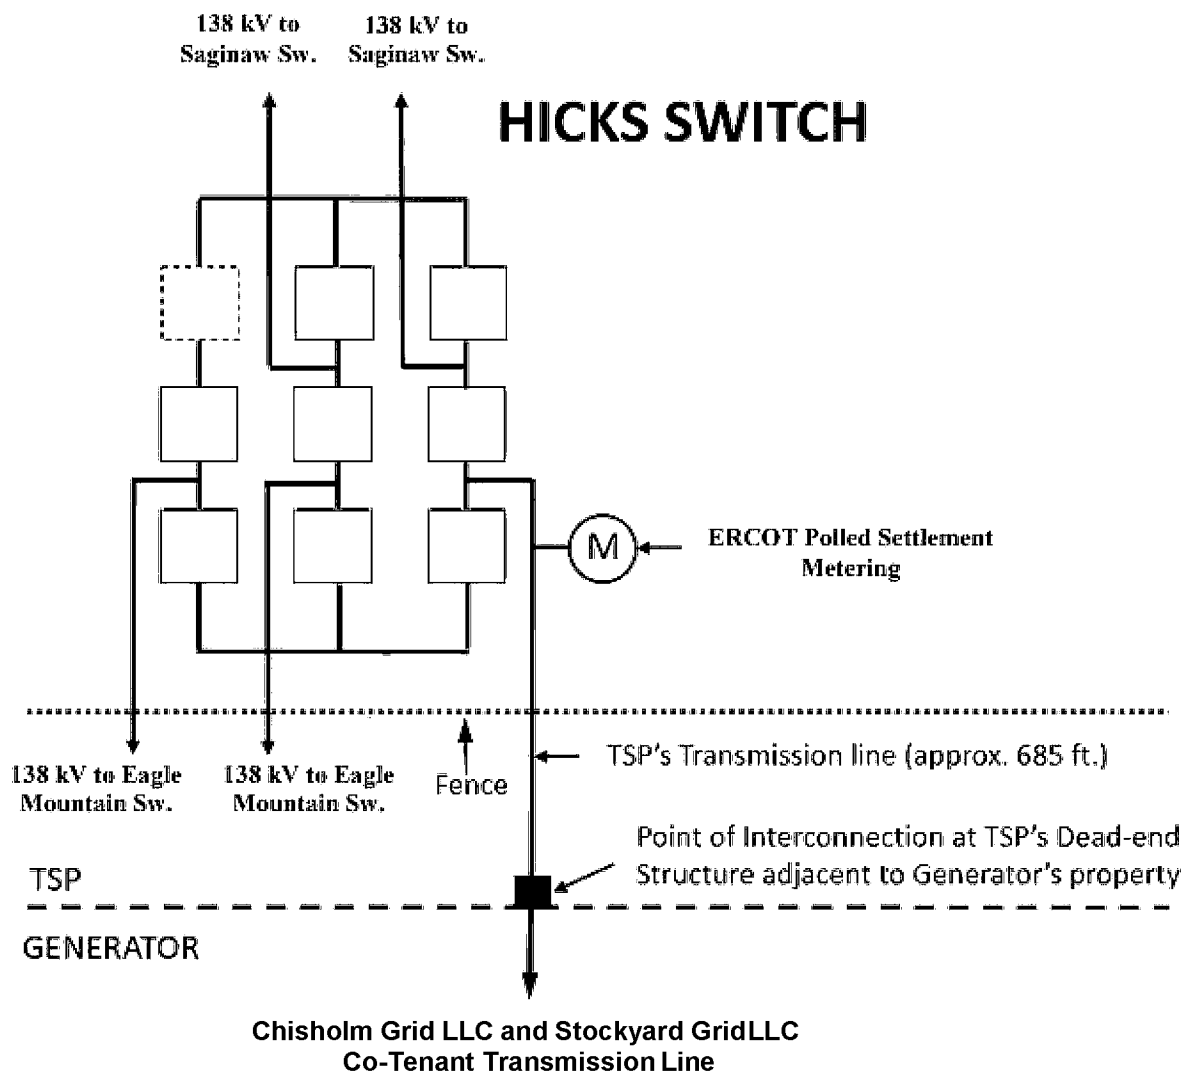 138 kV to
Saginaw Sw.
138 kV to
Saginaw Sw.
HICKS SWITCH
M
ERCOT Polled Settlement
Metering
TSP's Transmission line (approx. 685 ft.)
138 kV to Eagle
Mountain Sw.
138 kV to Eagle
Mountain Sw.
Fence
Point of Interconnection at TSP's Dead-end
Structure adjacent to Generator's property
TSP
GENERATOR
Chisholm Grid LLC and Stockyard Grid LLC
Co-Tenant Transmission Line